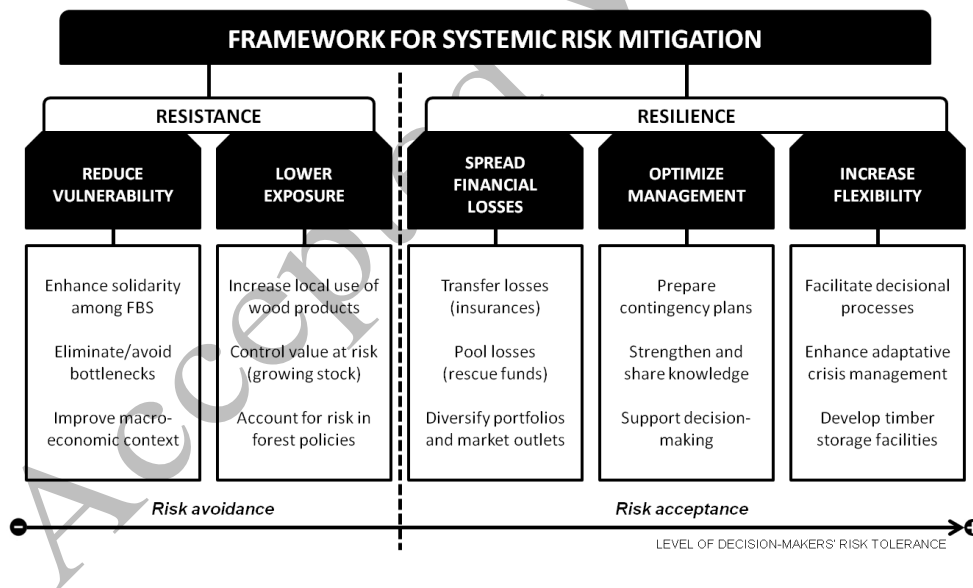 FRAMEWORK FOR SYSTEMIC RISK MITIGATION
RESISTANCE
RESILIENCE
REDUCE
VULNERABILITY
LOWER
EXPOSURE
SPREAD
FINANCIAL
LOSSES
OPTIMIZE
MANAGEMENT
INCREASE
FLEXIBILITY
Enhance solidarity
among FBS
Eliminate/avoid
bottlenecks
Improve macro-
economic context
Increase local use of
wood products
Control value at risk
(growing stock)
Account for risk in
forest policies
Transfer losses
(insurances)
Pool losses
(rescue funds)
Diversify portfolios
and market outlets
Prepare
contingency plans
Strengthen and
share knowledge
Support decision-
making
Facilitate decisional
processes
Enhance adaptative
crisis management
Develop timber
storage facilities
Risk avoidance
Risk acceptance
LEVEL OF DECISION-MAKERS' RISK TOLERANCE
Accepted